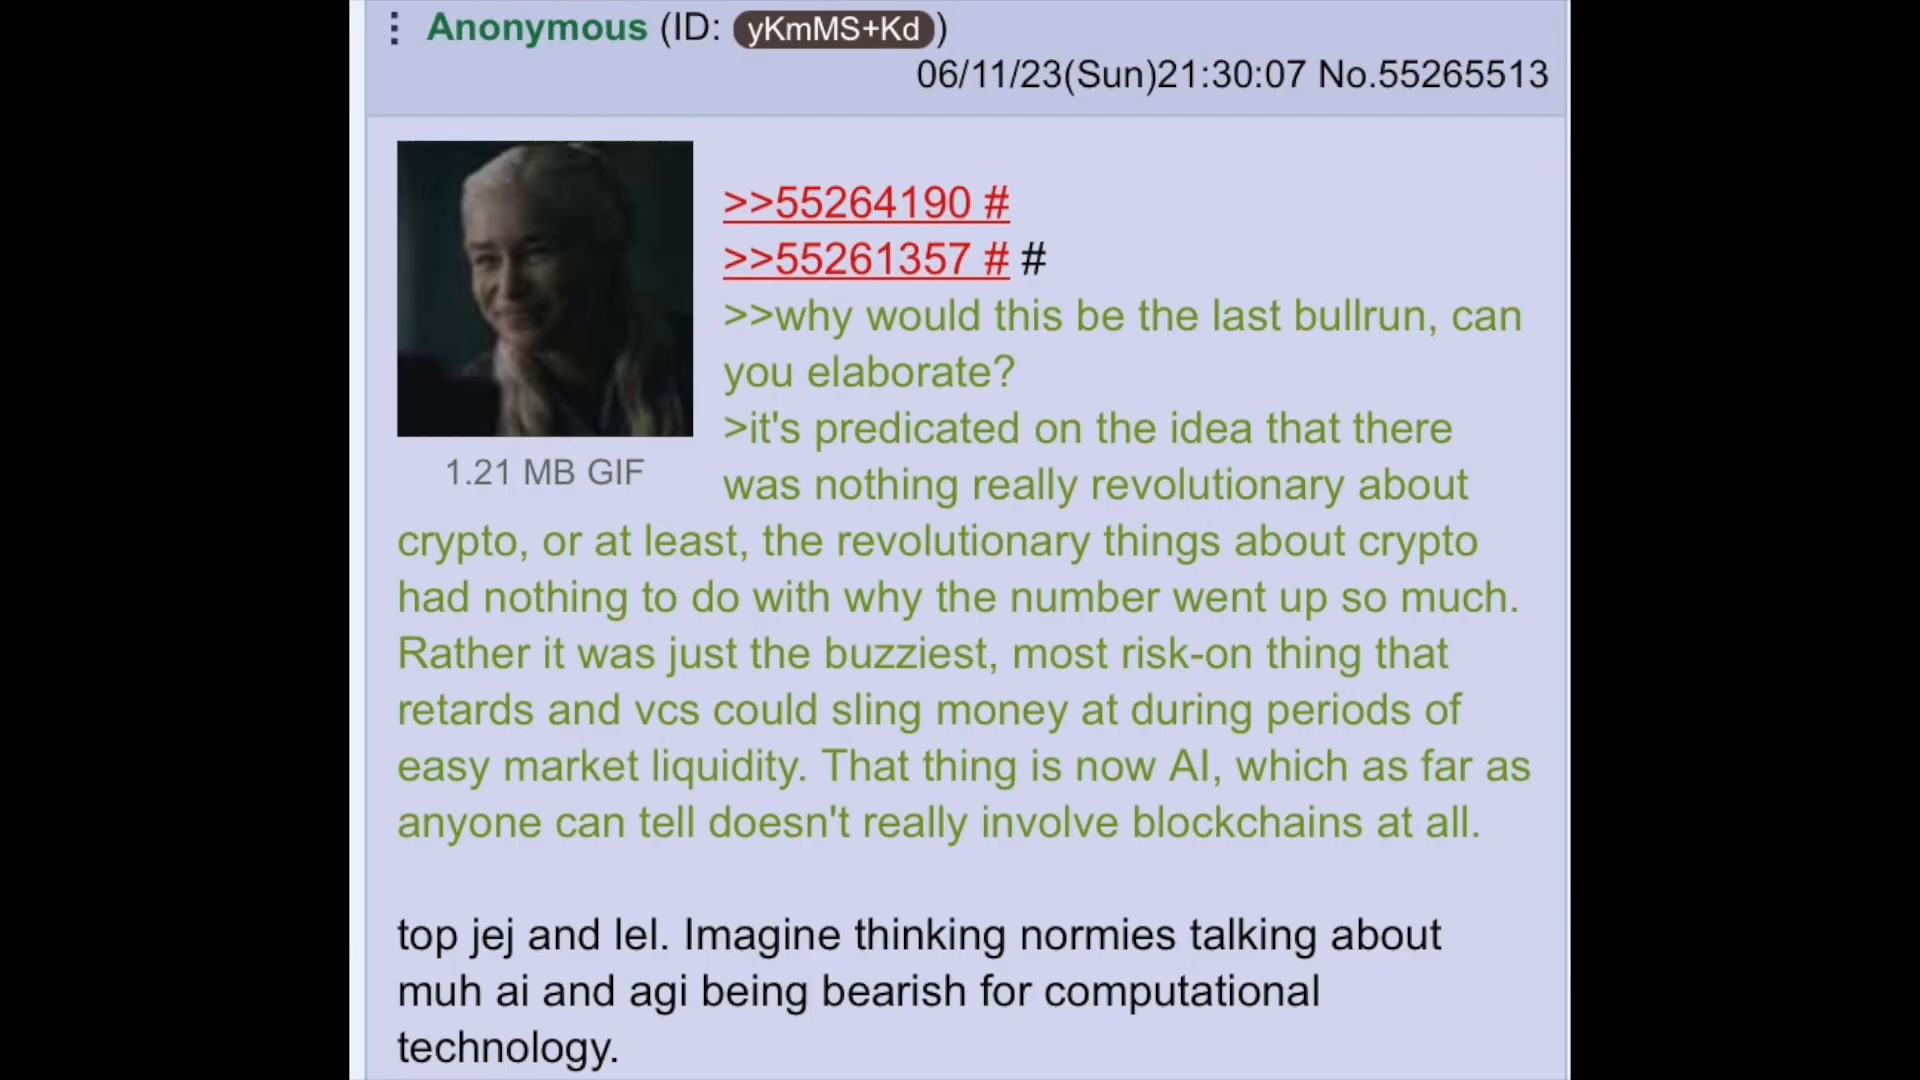 Anonymous (ID: yKmMS+Kd)
06/11/23(Sun)21:30:07 No.55265513
>>55264190 #
>>55261357 # #
>>why would this be the last bullrun, can
you elaborate?
>it's predicated on the idea that there
1.21 MB GIF
was nothing really revolutionary about
crypto, or at least, the revolutionary things about crypto
had nothing to do with why the number went up so much.
Rather it was just the buzziest, most risk-on thing that
retards and vcs could sling money at during periods of
easy market liquidity. That thing is now AI, which as far as
anyone can tell doesn't really involve blockchains at all.
top jej and lel. Imagine thinking normies talking about
muh ai and agi being bearish for computational
technology.